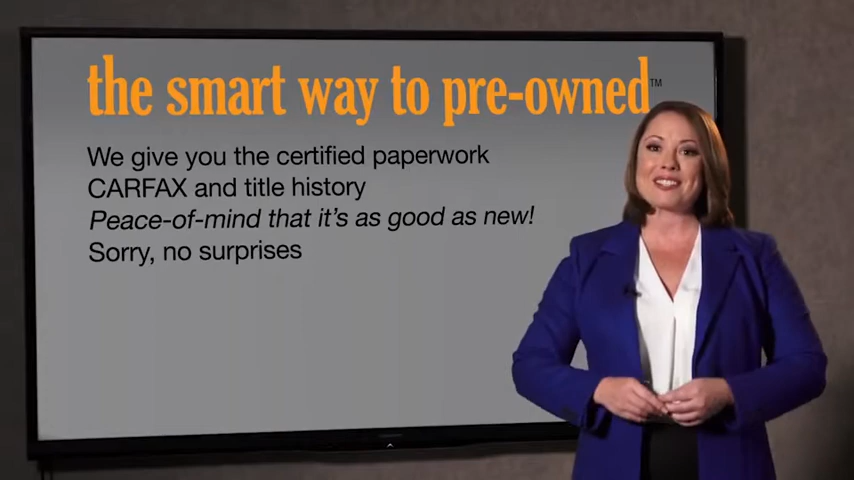 the smart way to pre-owned™
We give you the certified paperwork
CARFAX and title history
Peace-of-mind that it's as good as new!
Sorry, no surprises